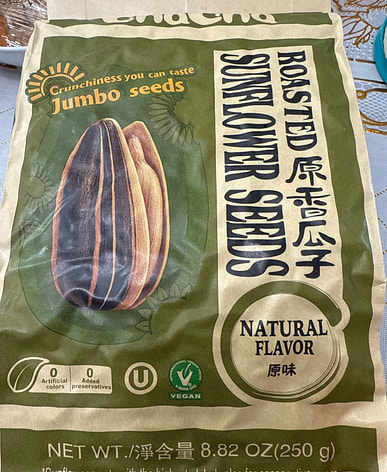 ChaCha
Crunchiness you can taste
Jumbo seeds
ROASTED 原香瓜子
SUNFLOWER SEEDS
NATURAL
FLAVOR
原味
0
Artificial
colors
0
Added
preservatives
U
V
VEGAN
NET WT./淨含量 8.82 OZ(250 g)